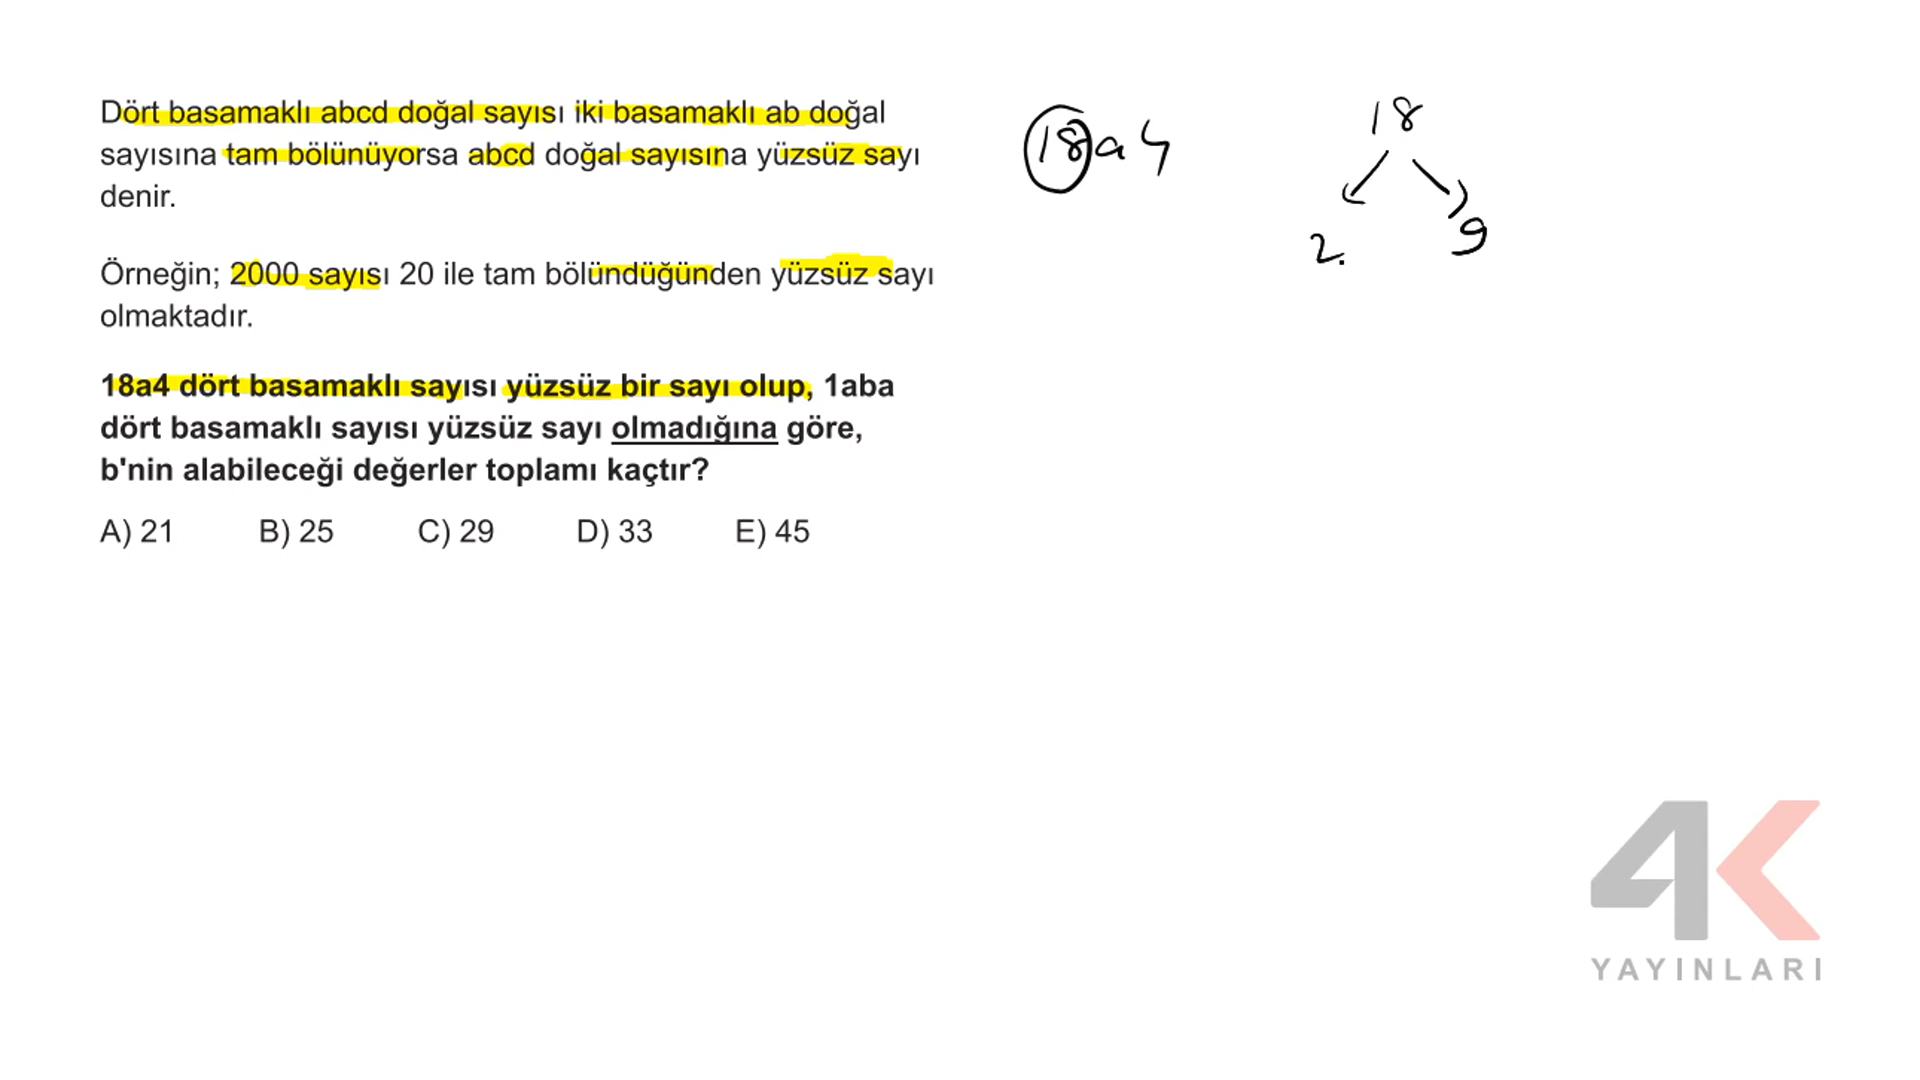 Dört basamaklı abcd doğal sayısı iki basamaklı ab doğal
sayısına tam bölünüyorsa abcd doğal sayısına yüzsüz sayı
denir.
Örneğin; 2000 sayısı 20 ile tam bölündüğünden yüzsüz sayı
olmaktadır.
18a4 dört basamaklı sayısı yüzsüz bir sayı olup, 1aba
dört basamaklı sayısı yüzsüz sayı olmadığına göre,
b'nin alabileceği değerler toplamı kaçtır?
A) 21 B) 25 C) 29 D) 33 E) 45
18a4
18
2. 9
4K
YAYINLARI